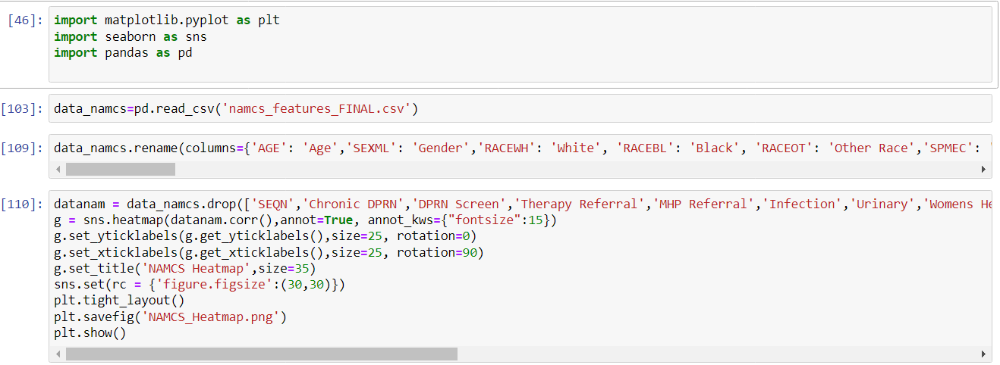 [46]:
import matplotlib.pyplot as plt
import seaborn as sns
import pandas as pd
[103]:
data_namcs=pd.read_csv('namcs_features_FINAL.csv')
[109]:
data_namcs.rename(columns={'AGE': 'Age','SEXML': 'Gender','RACEWH': 'White', 'RACEBL': 'Black', 'RACEOT': 'Other Race','SPMEC': '
[110]:
datanam = data_namcs.drop(['SEQN','Chronic DPRN','DPRN Screen','Therapy Referral','MHP Referral','Infection','Urinary','Womens He
g = sns.heatmap(datanam.corr(),annot=True, annot_kws={"fontsize":15})
g.set_yticklabels(g.get_yticklabels(),size=25, rotation=0)
g.set_xticklabels(g.get_xticklabels(),size=25, rotation=90)
g.set_title('NAMCS Heatmap',size=35)
sns.set(rc = {'figure.figsize':(30,30)})
plt.tight_layout()
plt.savefig('NAMCS_Heatmap.png')
plt.show()